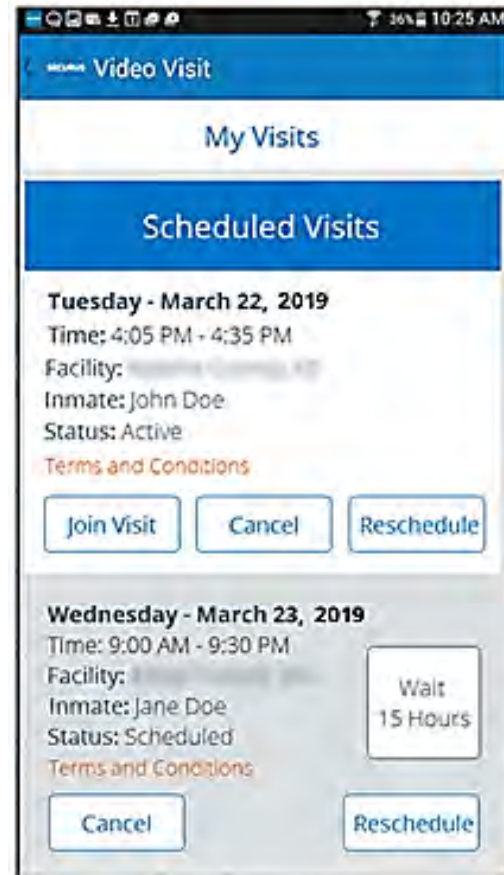 36% 10:25 AM
SECURUS Video Visit
My Visits
Scheduled Visits
Tuesday - March 22, 2019
Time: 4:05 PM - 4:35 PM
Facility:
Inmate: John Doe
Status: Active
Terms and Conditions
Join Visit Cancel Reschedule
Wednesday - March 23, 2019
Time: 9:00 AM - 9:30 PM
Facility:
Inmate: Jane Doe
Status: Scheduled
Terms and Conditions
Wait
15 Hours
Cancel Reschedule